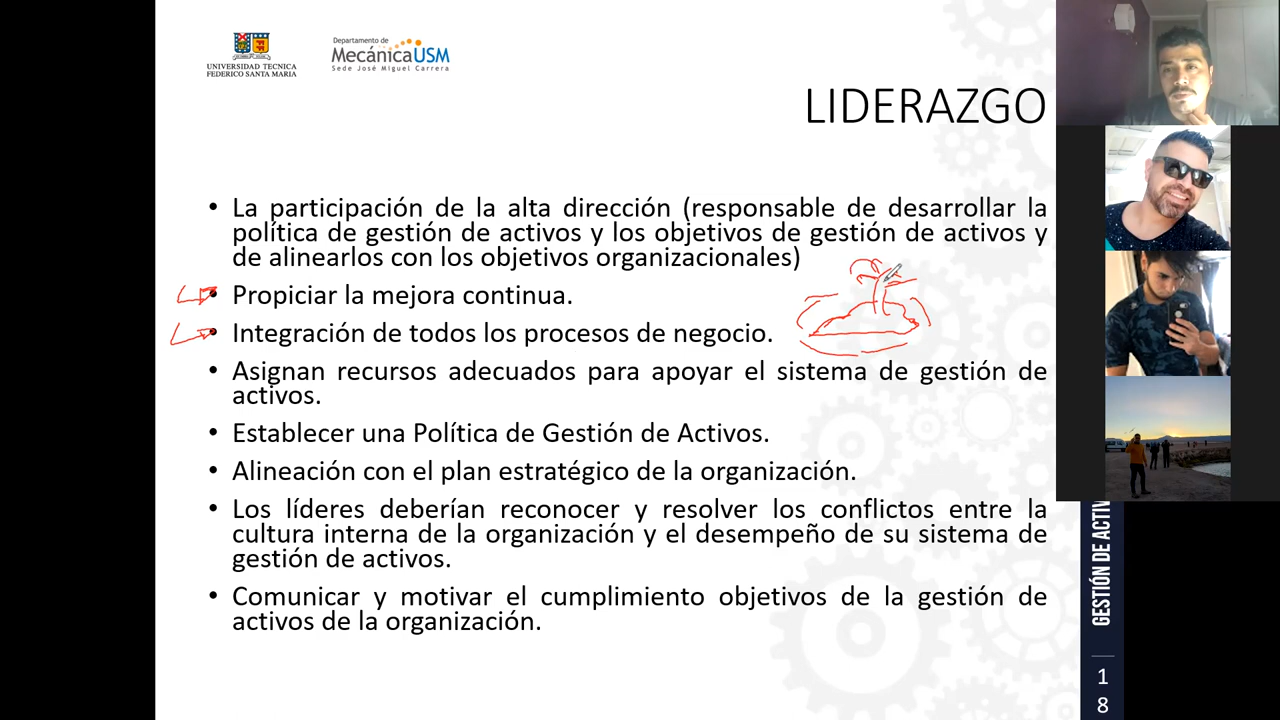 UNIVERSIDAD TECNICA
FEDERICO SANTA MARIA
Departamento de
MecánicaUSM
Sede José Miguel Carrera
LIDERAZGO
• La participación de la alta dirección (responsable de desarrollar la
política de gestión de activos y los objetivos de gestión de activos y
de alinearlos con los objetivos organizacionales)
• Propiciar la mejora continua.
• Integración de todos los procesos de negocio.
• Asignan recursos adecuados para apoyar el sistema de gestión de
activos.
• Establecer una Política de Gestión de Activos.
• Alineación con el plan estratégico de la organización.
• Los líderes deberían reconocer y resolver los conflictos entre la
cultura interna de la organización y el desempeño de su sistema de
gestión de activos.
• Comunicar y motivar el cumplimiento objetivos de la gestión de
activos de la organización.
GESTIÓN DE ACTIV
1
8